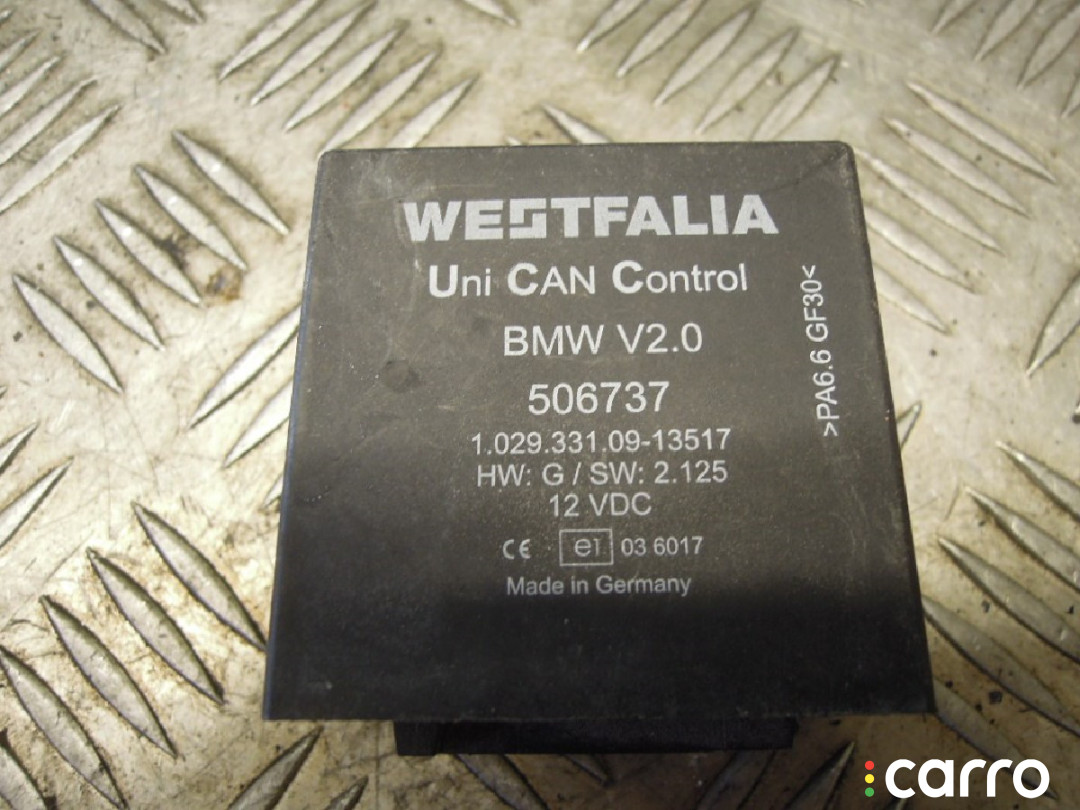 WESTFALIA
Uni CAN Control
BMW V2.0
506737
1.029.331.09-13517
HW: G / SW: 2.125
12 VDC
CE e1 03 6017
Made in Germany
>PA6.6 GF30<
carro